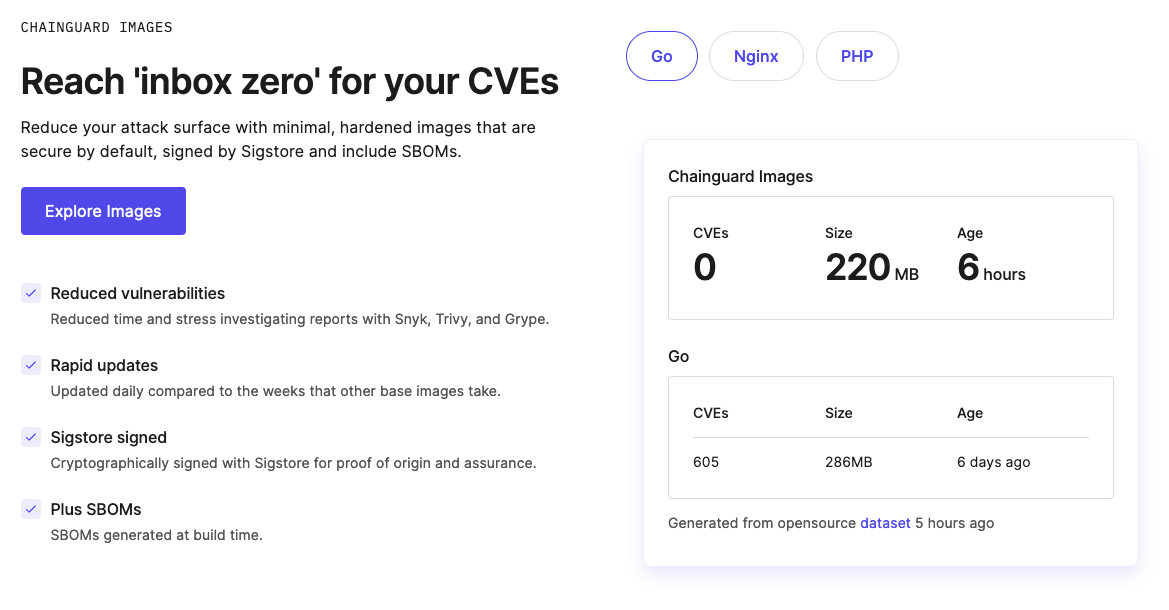 CHAINGUARD IMAGES
Reach 'inbox zero' for your CVEs
Reduce your attack surface with minimal, hardened images that are
secure by default, signed by Sigstore and include SBOMs.
Explore Images
Reduced vulnerabilities
Reduced time and stress investigating reports with Snyk, Trivy, and Grype.
Rapid updates
Updated daily compared to the weeks that other base images take.
Sigstore signed
Cryptographically signed with Sigstore for proof of origin and assurance.
Plus SBOMs
SBOMs generated at build time.
Go Nginx PHP
Chainguard Images
CVEs Size Age
0 220 MB 6 hours
Go
CVEs Size Age
605 286MB 6 days ago
Generated from opensource dataset 5 hours ago